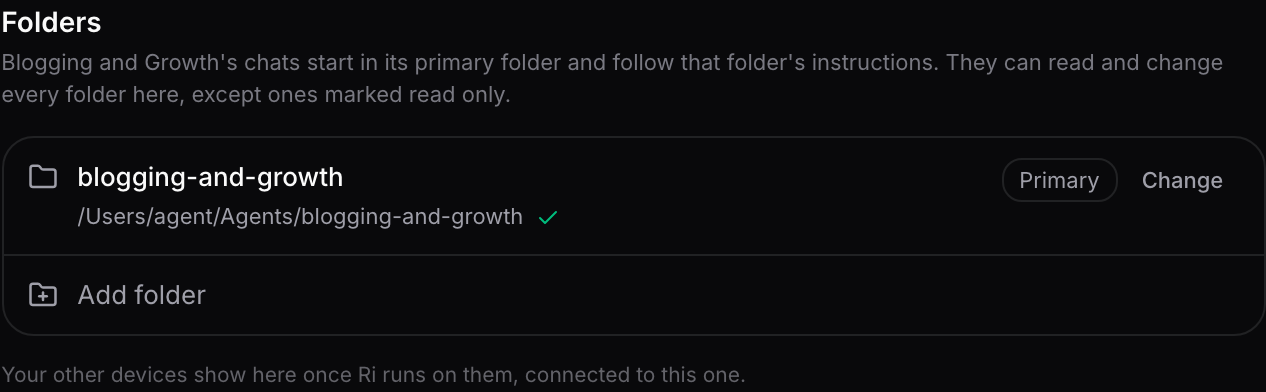 Folders
Blogging and Growth's chats start in its primary folder and follow that folder's instructions. They can read and change
every folder here, except ones marked read only.
blogging-and-growth
Primary
Change
/Users/agent/Agents/blogging-and-growth
Add folder
Your other devices show here once Ri runs on them, connected to this one.